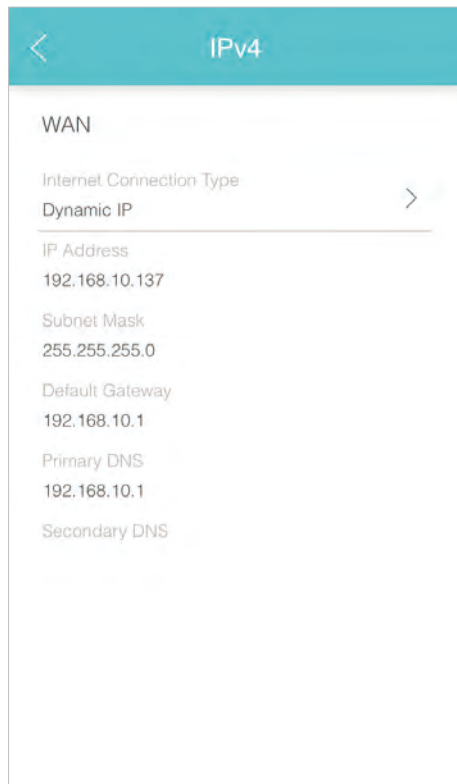 IPv4
WAN
Internet Connection Type
Dynamic IP
IP Address
192.168.10.137
Subnet Mask
255.255.255.0
Default Gateway
192.168.10.1
Primary DNS
192.168.10.1
Secondary DNS